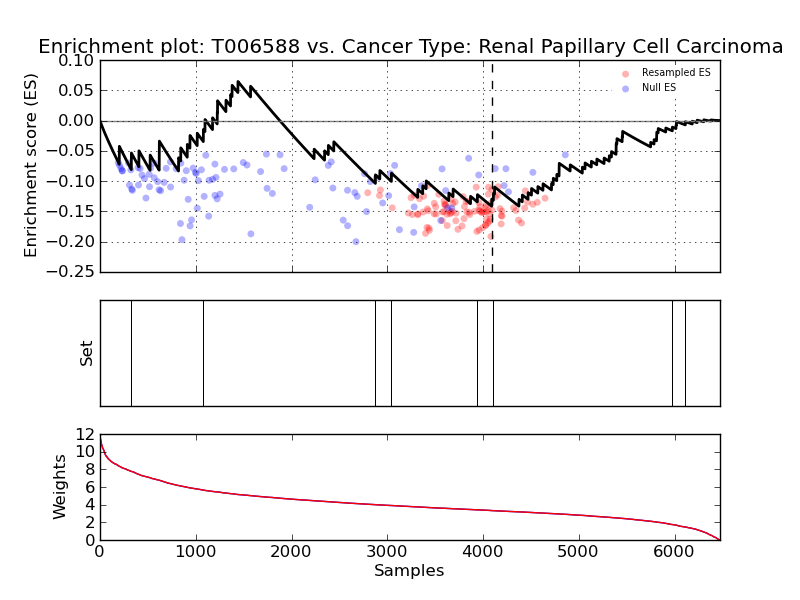 Enrichment plot: T006588 vs. Cancer Type: Renal Papillary Cell Carcinoma
0.10
0.05
0.00
−0.05
−0.10
−0.15
−0.20
−0.25
Enrichment score (ES)
Resampled ES
Null ES
Set
12
10
8
6
4
2
0
Weights
0 1000 2000 3000 4000 5000 6000
Samples